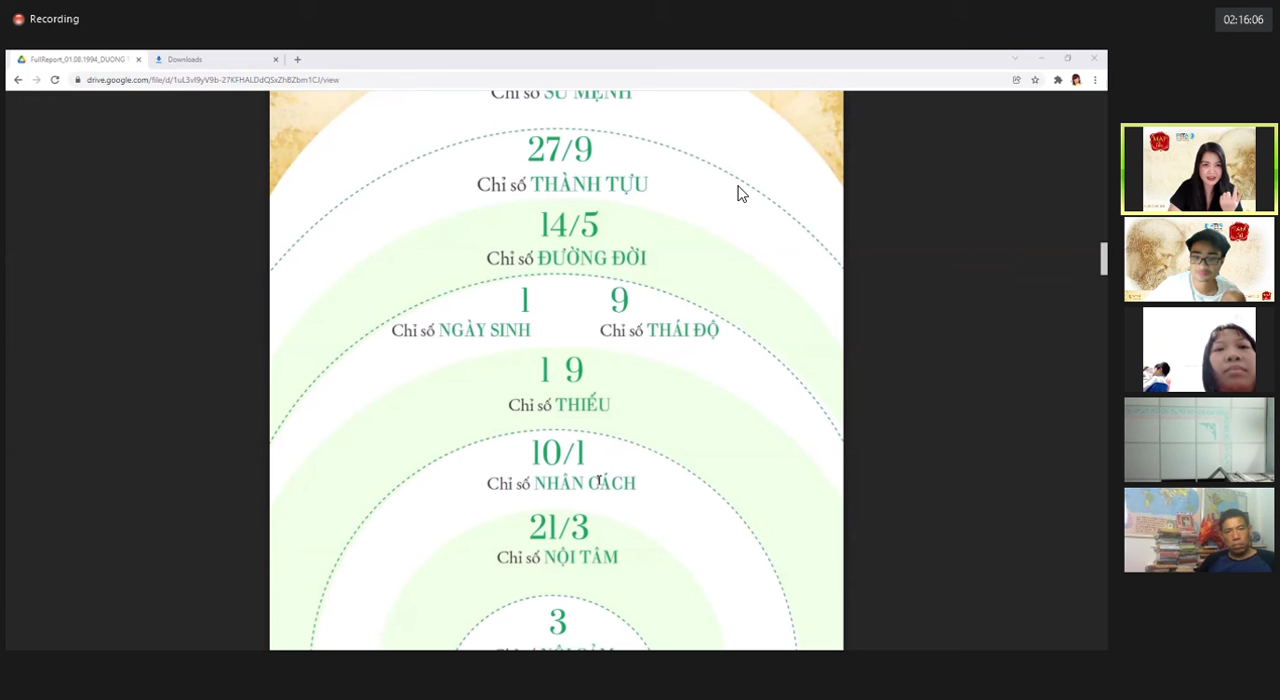 Recording
02:16:06
FullReport_01.08.1994_DUONG T
Downloads
drive.google.com/file/d/1uL3vl9yV9b-27KFHALDdQSxZhBZbm1CJ/view
Chỉ số SỨ MỆNH
27/9
Chỉ số THÀNH TỰU
14/5
Chỉ số ĐƯỜNG ĐỜI
1 9
Chỉ số NGÀY SINH Chỉ số THÁI ĐỘ
1 9
Chỉ số THIẾU
10/1
Chỉ số NHÂN CÁCH
21/3
Chỉ số NỘI TÂM
3